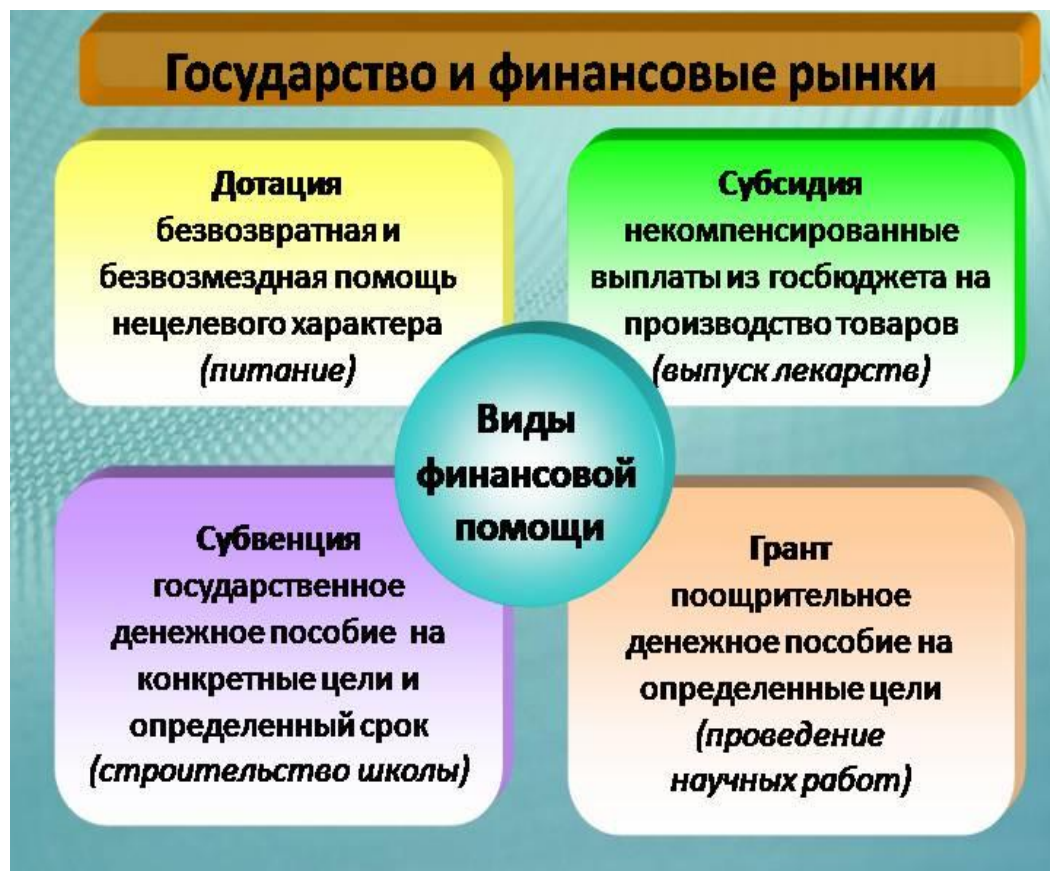 Государство и финансовые рынки
Дотация
безвозвратная и
безвозмездная помощь
нецелевого характера
(питание)
Субсидия
некомпенсированные
выплаты из госбюджета на
производство товаров
(выпуск лекарств)
Виды
финансовой
помощи
Субвенция
государственное
денежное пособие на
конкретные цели и
определенный срок
(строительство школы)
Грант
поощрительное
денежное пособие на
определенные цели
(проведение
научных работ)